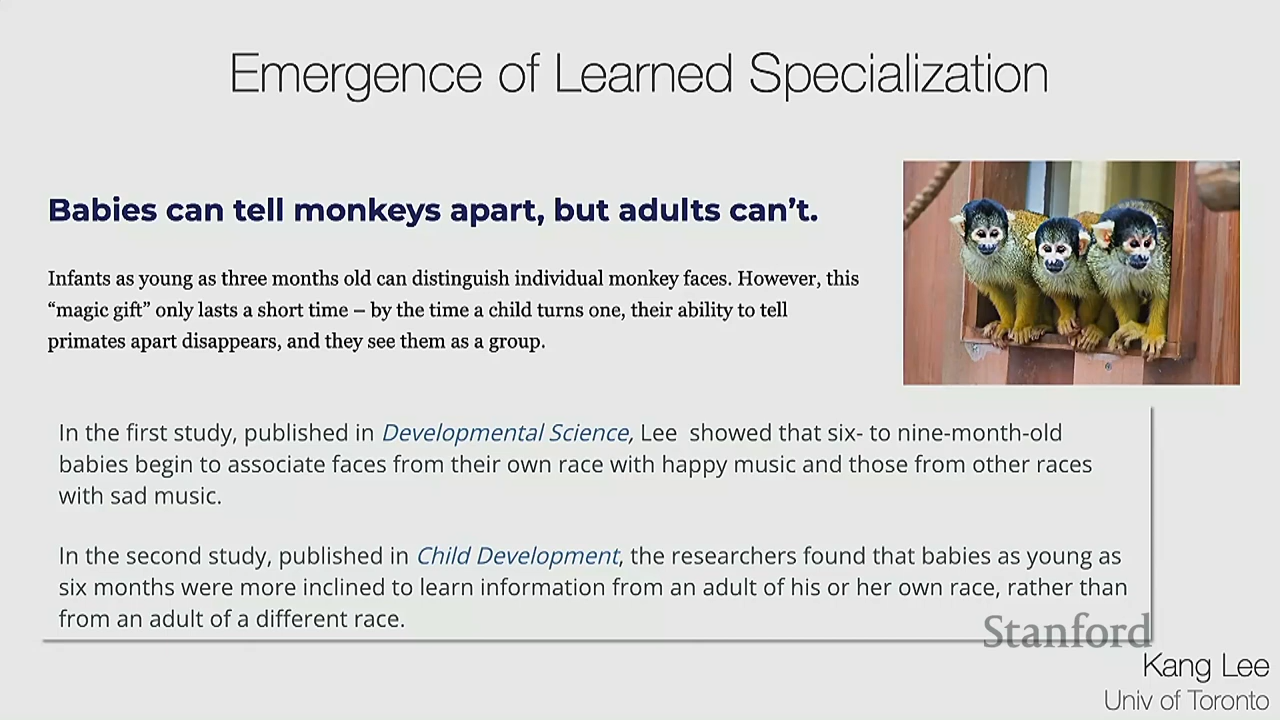 Emergence of Learned Specialization
Babies can tell monkeys apart, but adults can’t.
Infants as young as three months old can distinguish individual monkey faces. However, this
“magic gift” only lasts a short time – by the time a child turns one, their ability to tell
primates apart disappears, and they see them as a group.
In the first study, published in Developmental Science, Lee showed that six- to nine-month-old
babies begin to associate faces from their own race with happy music and those from other races
with sad music.
In the second study, published in Child Development, the researchers found that babies as young as
six months were more inclined to learn information from an adult of his or her own race, rather than
from an adult of a different race.
Stanford
Kang Lee
Univ of Toronto